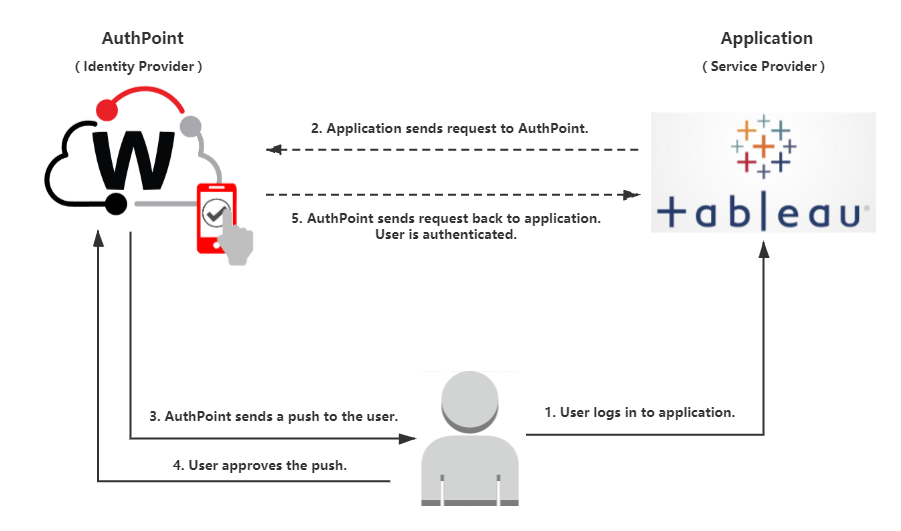 AuthPoint
( Identity Provider )
Application
( Service Provider )
W
2. Application sends request to AuthPoint.
+ableau®
5. AuthPoint sends request back to application.
User is authenticated.
3. AuthPoint sends a push to the user.
1. User logs in to application.
4. User approves the push.